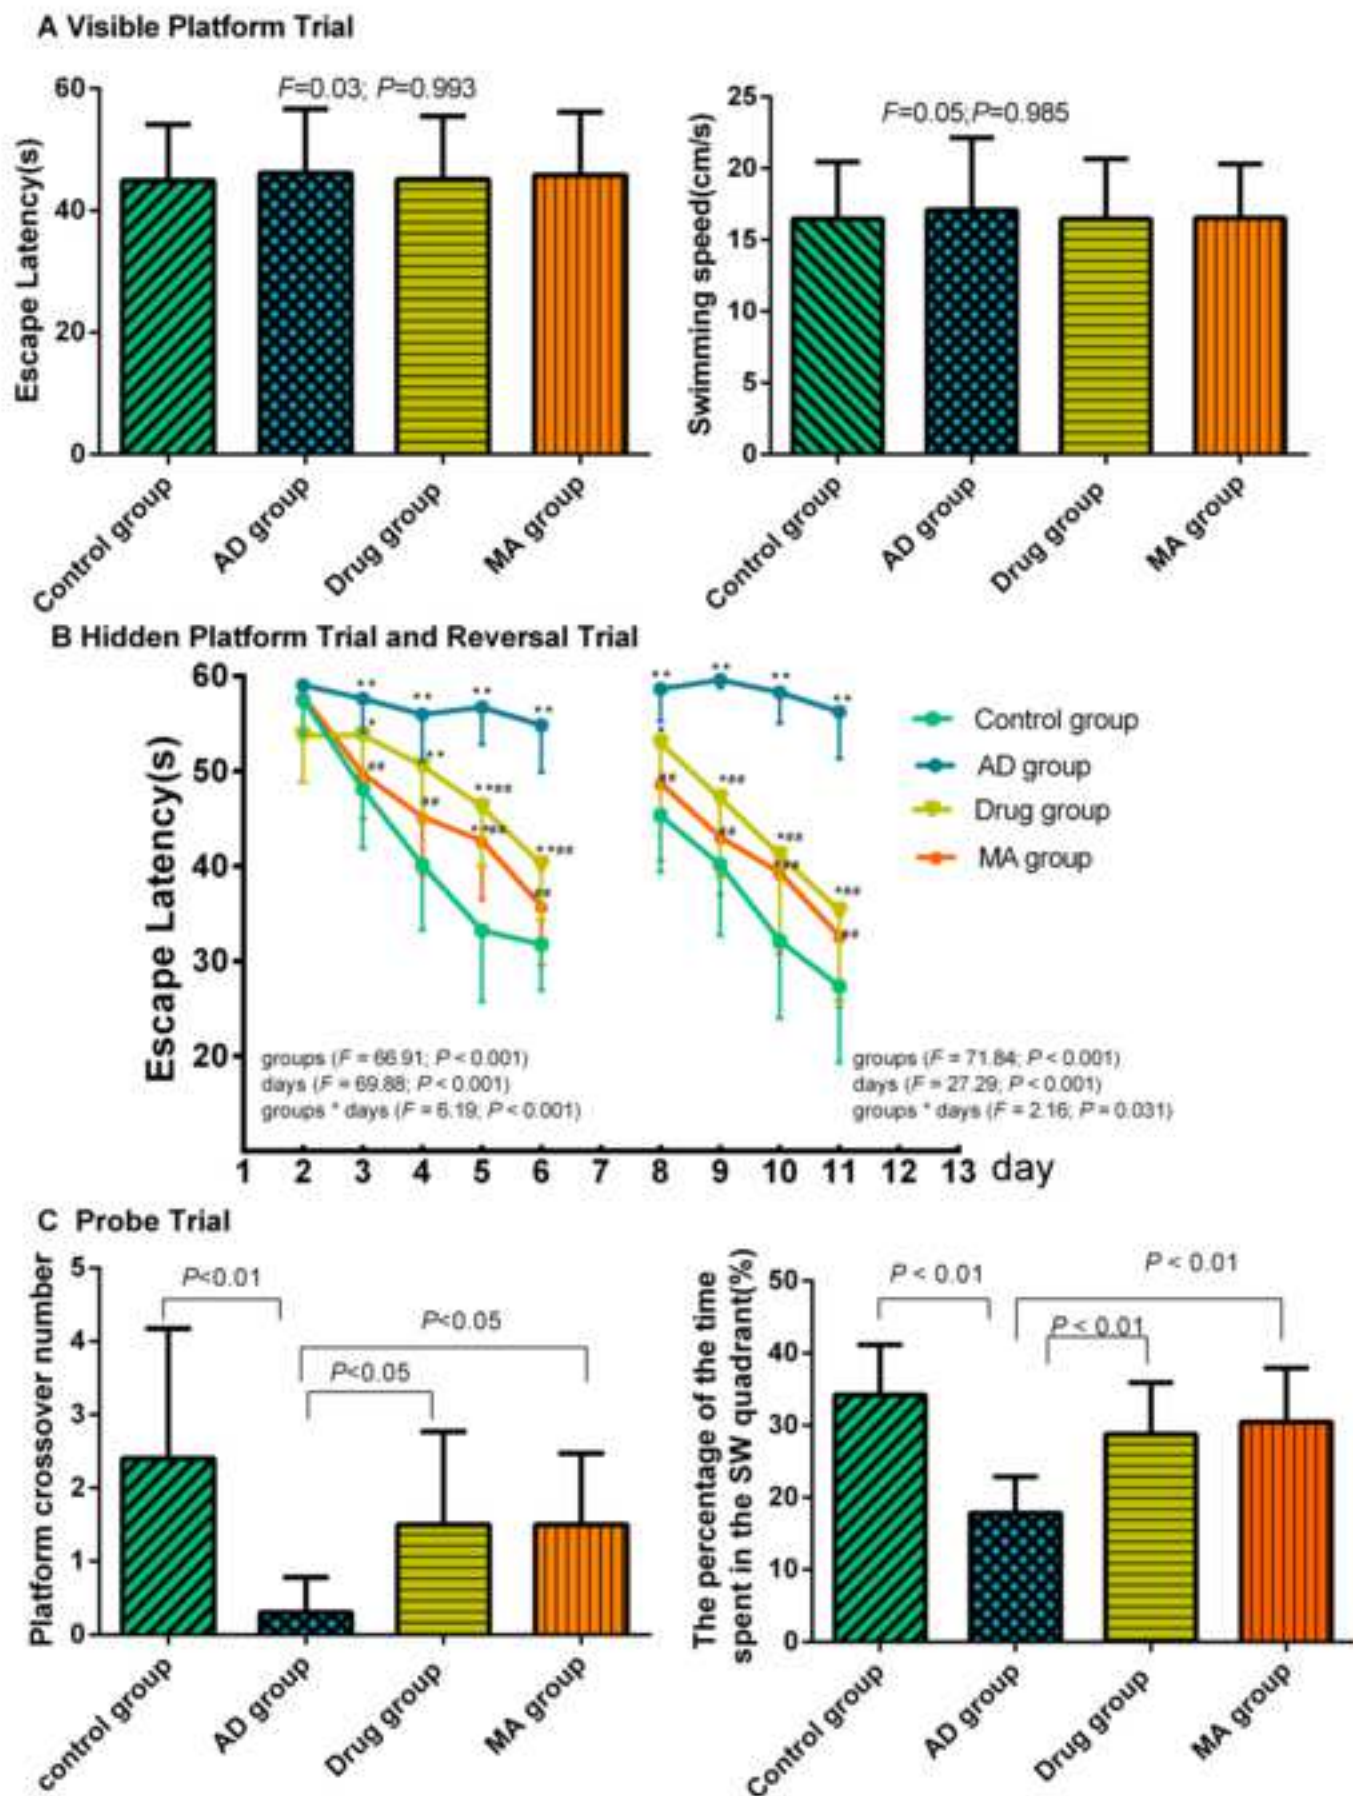 A Visible Platform Trial
F=0.03; P=0.993
Escape Latency(s)
60
40
20
0
Control group
AD group
Drug group
MA group
F=0.05;P=0.985
Swimming speed(cm/s)
25
20
15
10
5
0
Control group
AD group
Drug group
MA group
B Hidden Platform Trial and Reversal Trial
Escape Latency(s)
60
50
40
30
20
** ** ** ** **
* ** **## **##
## ## **## ##
** ** ** **
* *## *## *##
## ## *## ##
Control group
AD group
Drug group
MA group
groups (F = 66.91; P < 0.001)
days (F = 69.88; P < 0.001)
groups * days (F = 6.19; P < 0.001)
groups (F = 71.84; P < 0.001)
days (F = 27.29; P < 0.001)
groups * days (F = 2.16; P = 0.031)
1 2 3 4 5 6 7 8 9 10 11 12 13 day
C Probe Trial
Platform crossover number
5
4
3
2
1
0
P<0.01
P<0.05
P<0.05
control group
AD group
Drug group
MA group
The percentage of the time
spent in the SW quadrant(%)
50
40
30
20
10
0
P < 0.01
P < 0.01
P < 0.01
Control group
AD group
Drug group
MA group